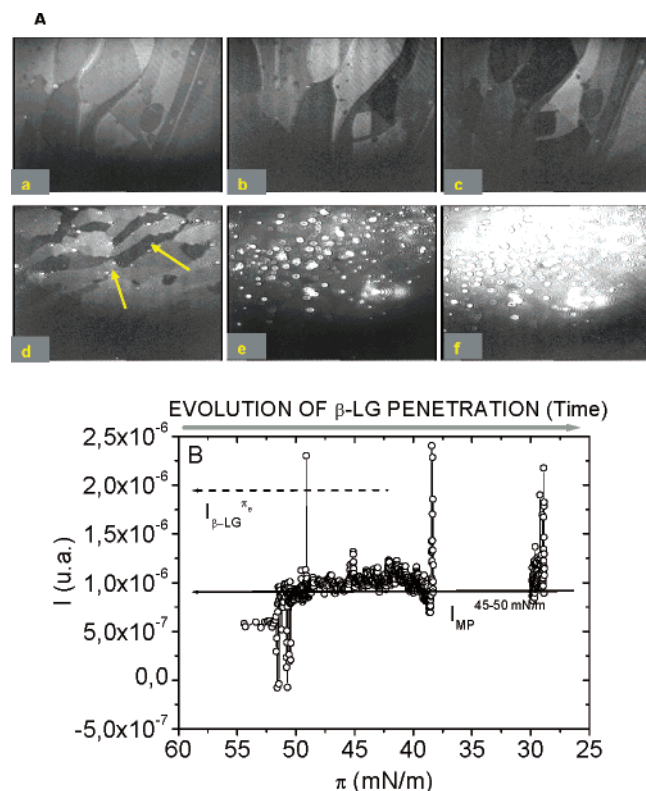 A
a b c
d e f
EVOLUTION OF β-LG PENETRATION (Time)
2,5x10⁻⁶
B
2,0x10⁻⁶
I β-LG πₑ
1,5x10⁻⁶
1,0x10⁻⁶
I MP 45-50 mN/m
5,0x10⁻⁷
0,0
-5,0x10⁻⁷
I (u.a.)
60 55 50 45 40 35 30 25
π (mN/m)